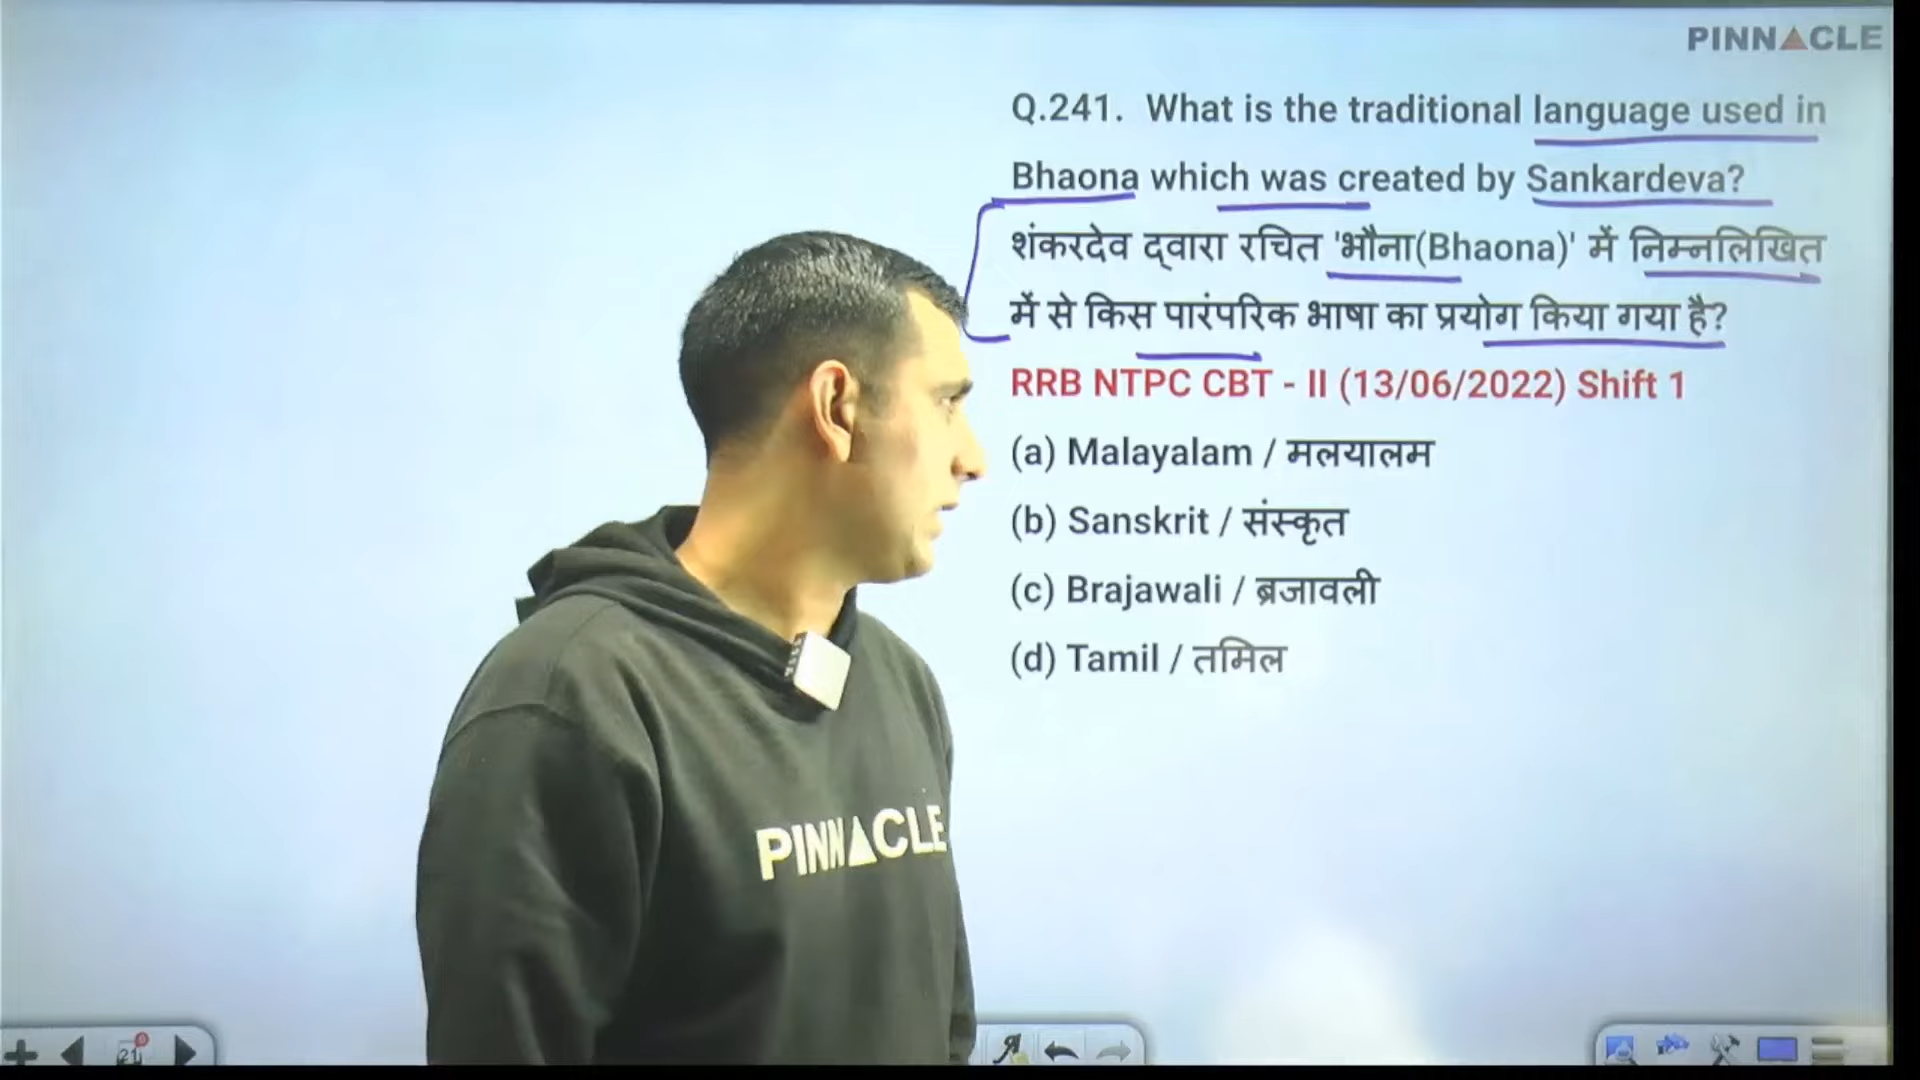 PINNACLE
Q.241. What is the traditional language used in
Bhaona which was created by Sankardeva?
शंकरदेव द्वारा रचित 'भौना(Bhaona)' में निम्नलिखित
में से किस पारंपरिक भाषा का प्रयोग किया गया है?
RRB NTPC CBT - II (13/06/2022) Shift 1
(a) Malayalam / मलयालम
(b) Sanskrit / संस्कृत
(c) Brajawali / ब्रजावली
(d) Tamil / तमिल
PINNACLE
21